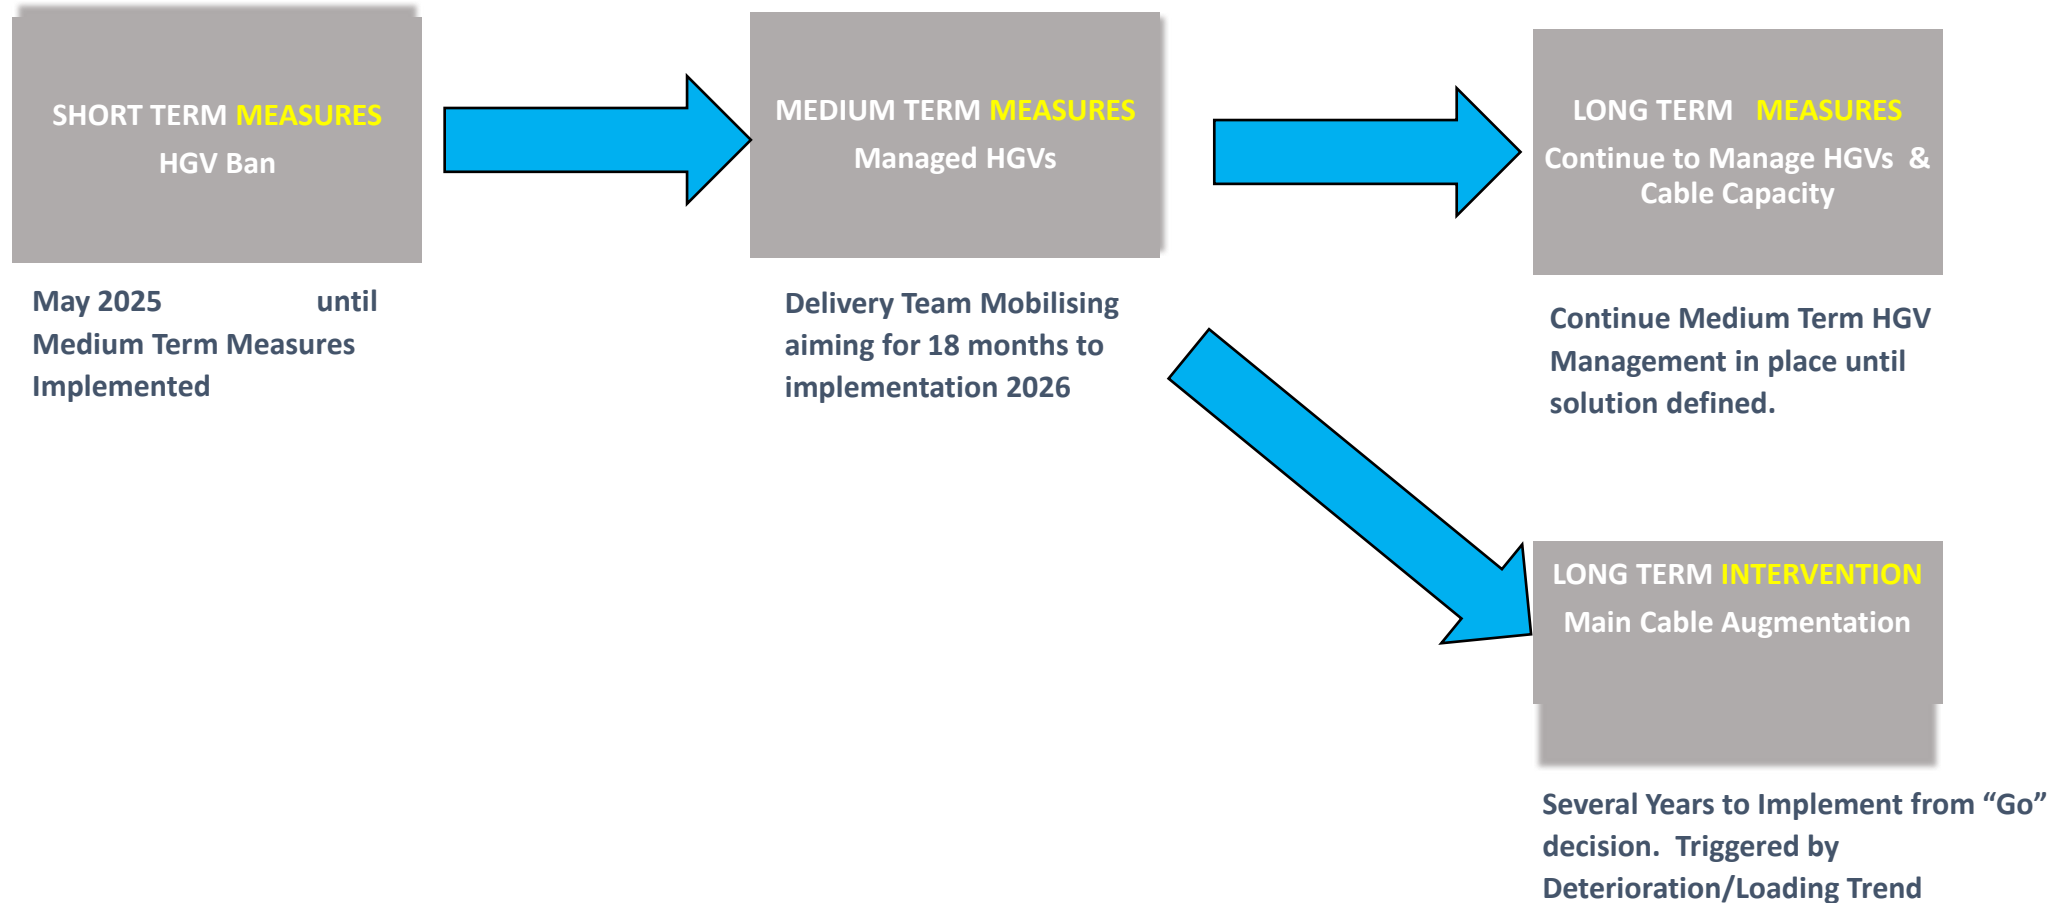 SHORT TERM MEASURES
HGV Ban
May 2025 until
Medium Term Measures
Implemented
MEDIUM TERM MEASURES
Managed HGVs
Delivery Team Mobilising
aiming for 18 months to
implementation 2026
LONG TERM MEASURES
Continue to Manage HGVs &
Cable Capacity
Continue Medium Term HGV
Management in place until
solution defined.
LONG TERM INTERVENTION
Main Cable Augmentation
Several Years to Implement from “Go”
decision. Triggered by
Deterioration/Loading Trend